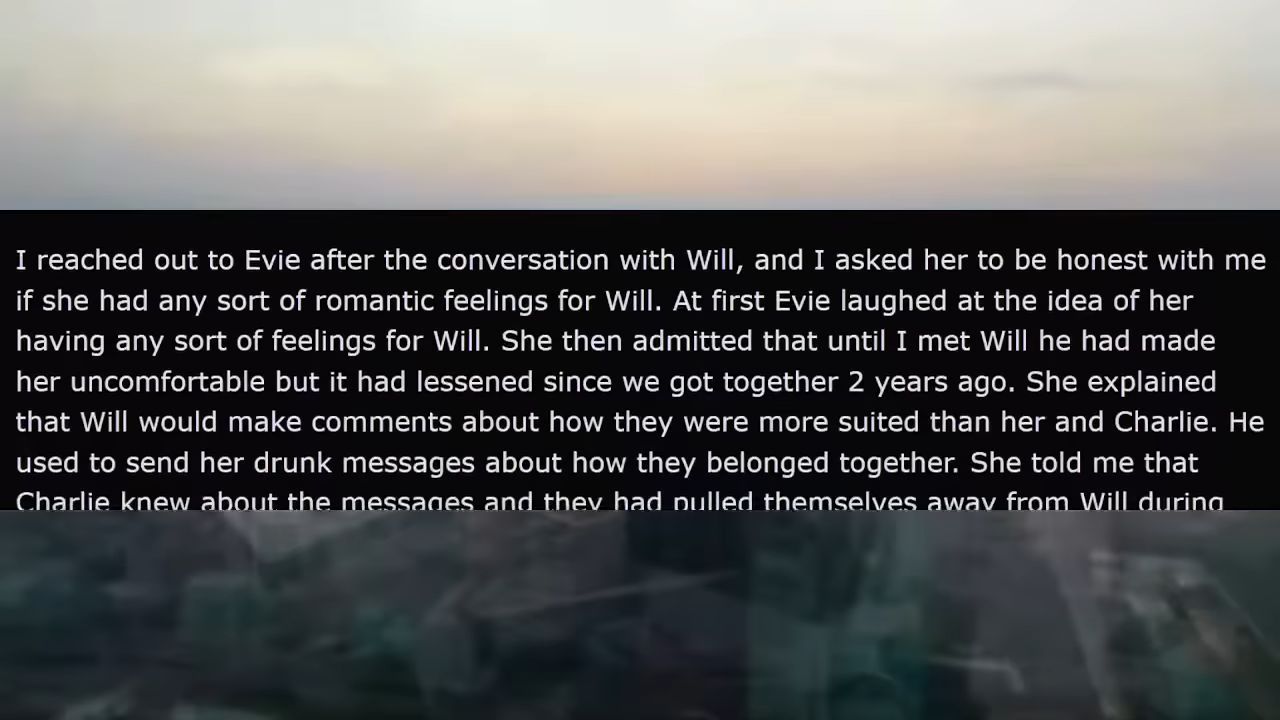 I reached out to Evie after the conversation with Will, and I asked her to be honest with me
if she had any sort of romantic feelings for Will. At first Evie laughed at the idea of her
having any sort of feelings for Will. She then admitted that until I met Will he had made
her uncomfortable but it had lessened since we got together 2 years ago. She explained
that Will would make comments about how they were more suited than her and Charlie. He
used to send her drunk messages about how they belonged together. She told me that
Charlie knew about the messages and they had pulled themselves away from Will during